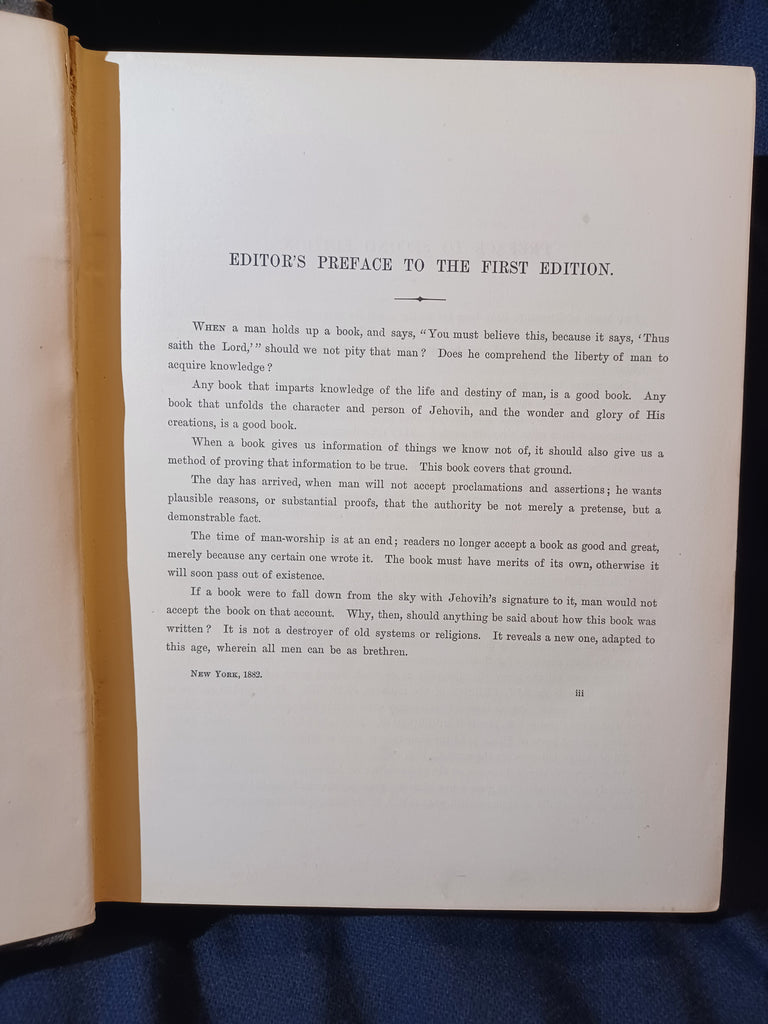 EDITOR'S PREFACE TO THE FIRST EDITION.
WHEN a man holds up a book, and says, "You must believe this, because it says, 'Thus
saith the Lord,'" should we not pity that man? Does he comprehend the liberty of man to
acquire knowledge?
Any book that imparts knowledge of the life and destiny of man, is a good book. Any
book that unfolds the character and person of Jehovih, and the wonder and glory of His
creations, is a good book.
When a book gives us information of things we know not of, it should also give us a
method of proving that information to be true. This book covers that ground.
The day has arrived, when man will not accept proclamations and assertions; he wants
plausible reasons, or substantial proofs, that the authority be not merely a pretense, but a
demonstrable fact.
The time of man-worship is at an end; readers no longer accept a book as good and great,
merely because any certain one wrote it. The book must have merits of its own, otherwise it
will soon pass out of existence.
If a book were to fall down from the sky with Jehovih's signature to it, man would not
accept the book on that account. Why, then, should anything be said about how this book was
written? It is not a destroyer of old systems or religions. It reveals a new one, adapted to
this age, wherein all men can be as brethren.
NEW YORK, 1882.
iii